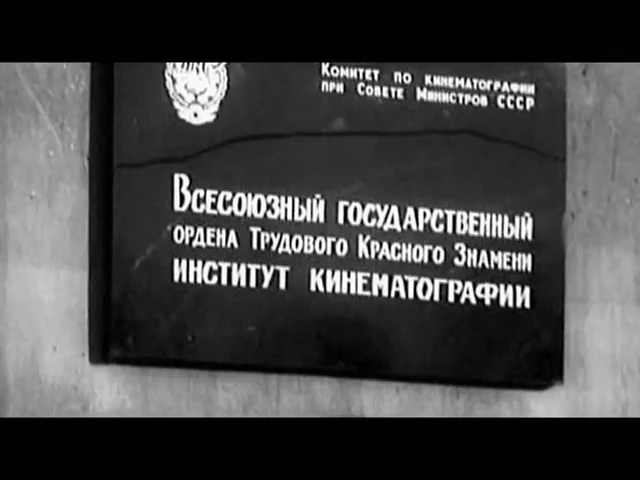 Комитет по кинематографии
при Совете Министров СССР
Всесоюзный государственный
ордена Трудового Красного Знамени
институт кинематографии